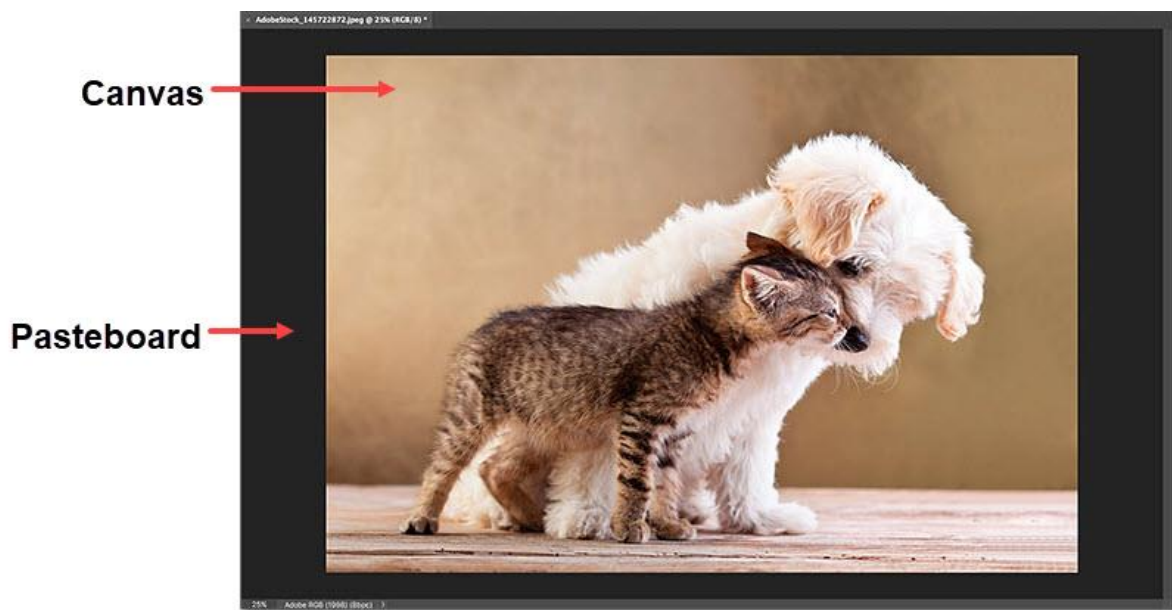 × AdobeStock_145722872.jpeg @ 25% (RGB/8) *
Canvas
Pasteboard
25% Adobe RGB (1998) (8bpc) >